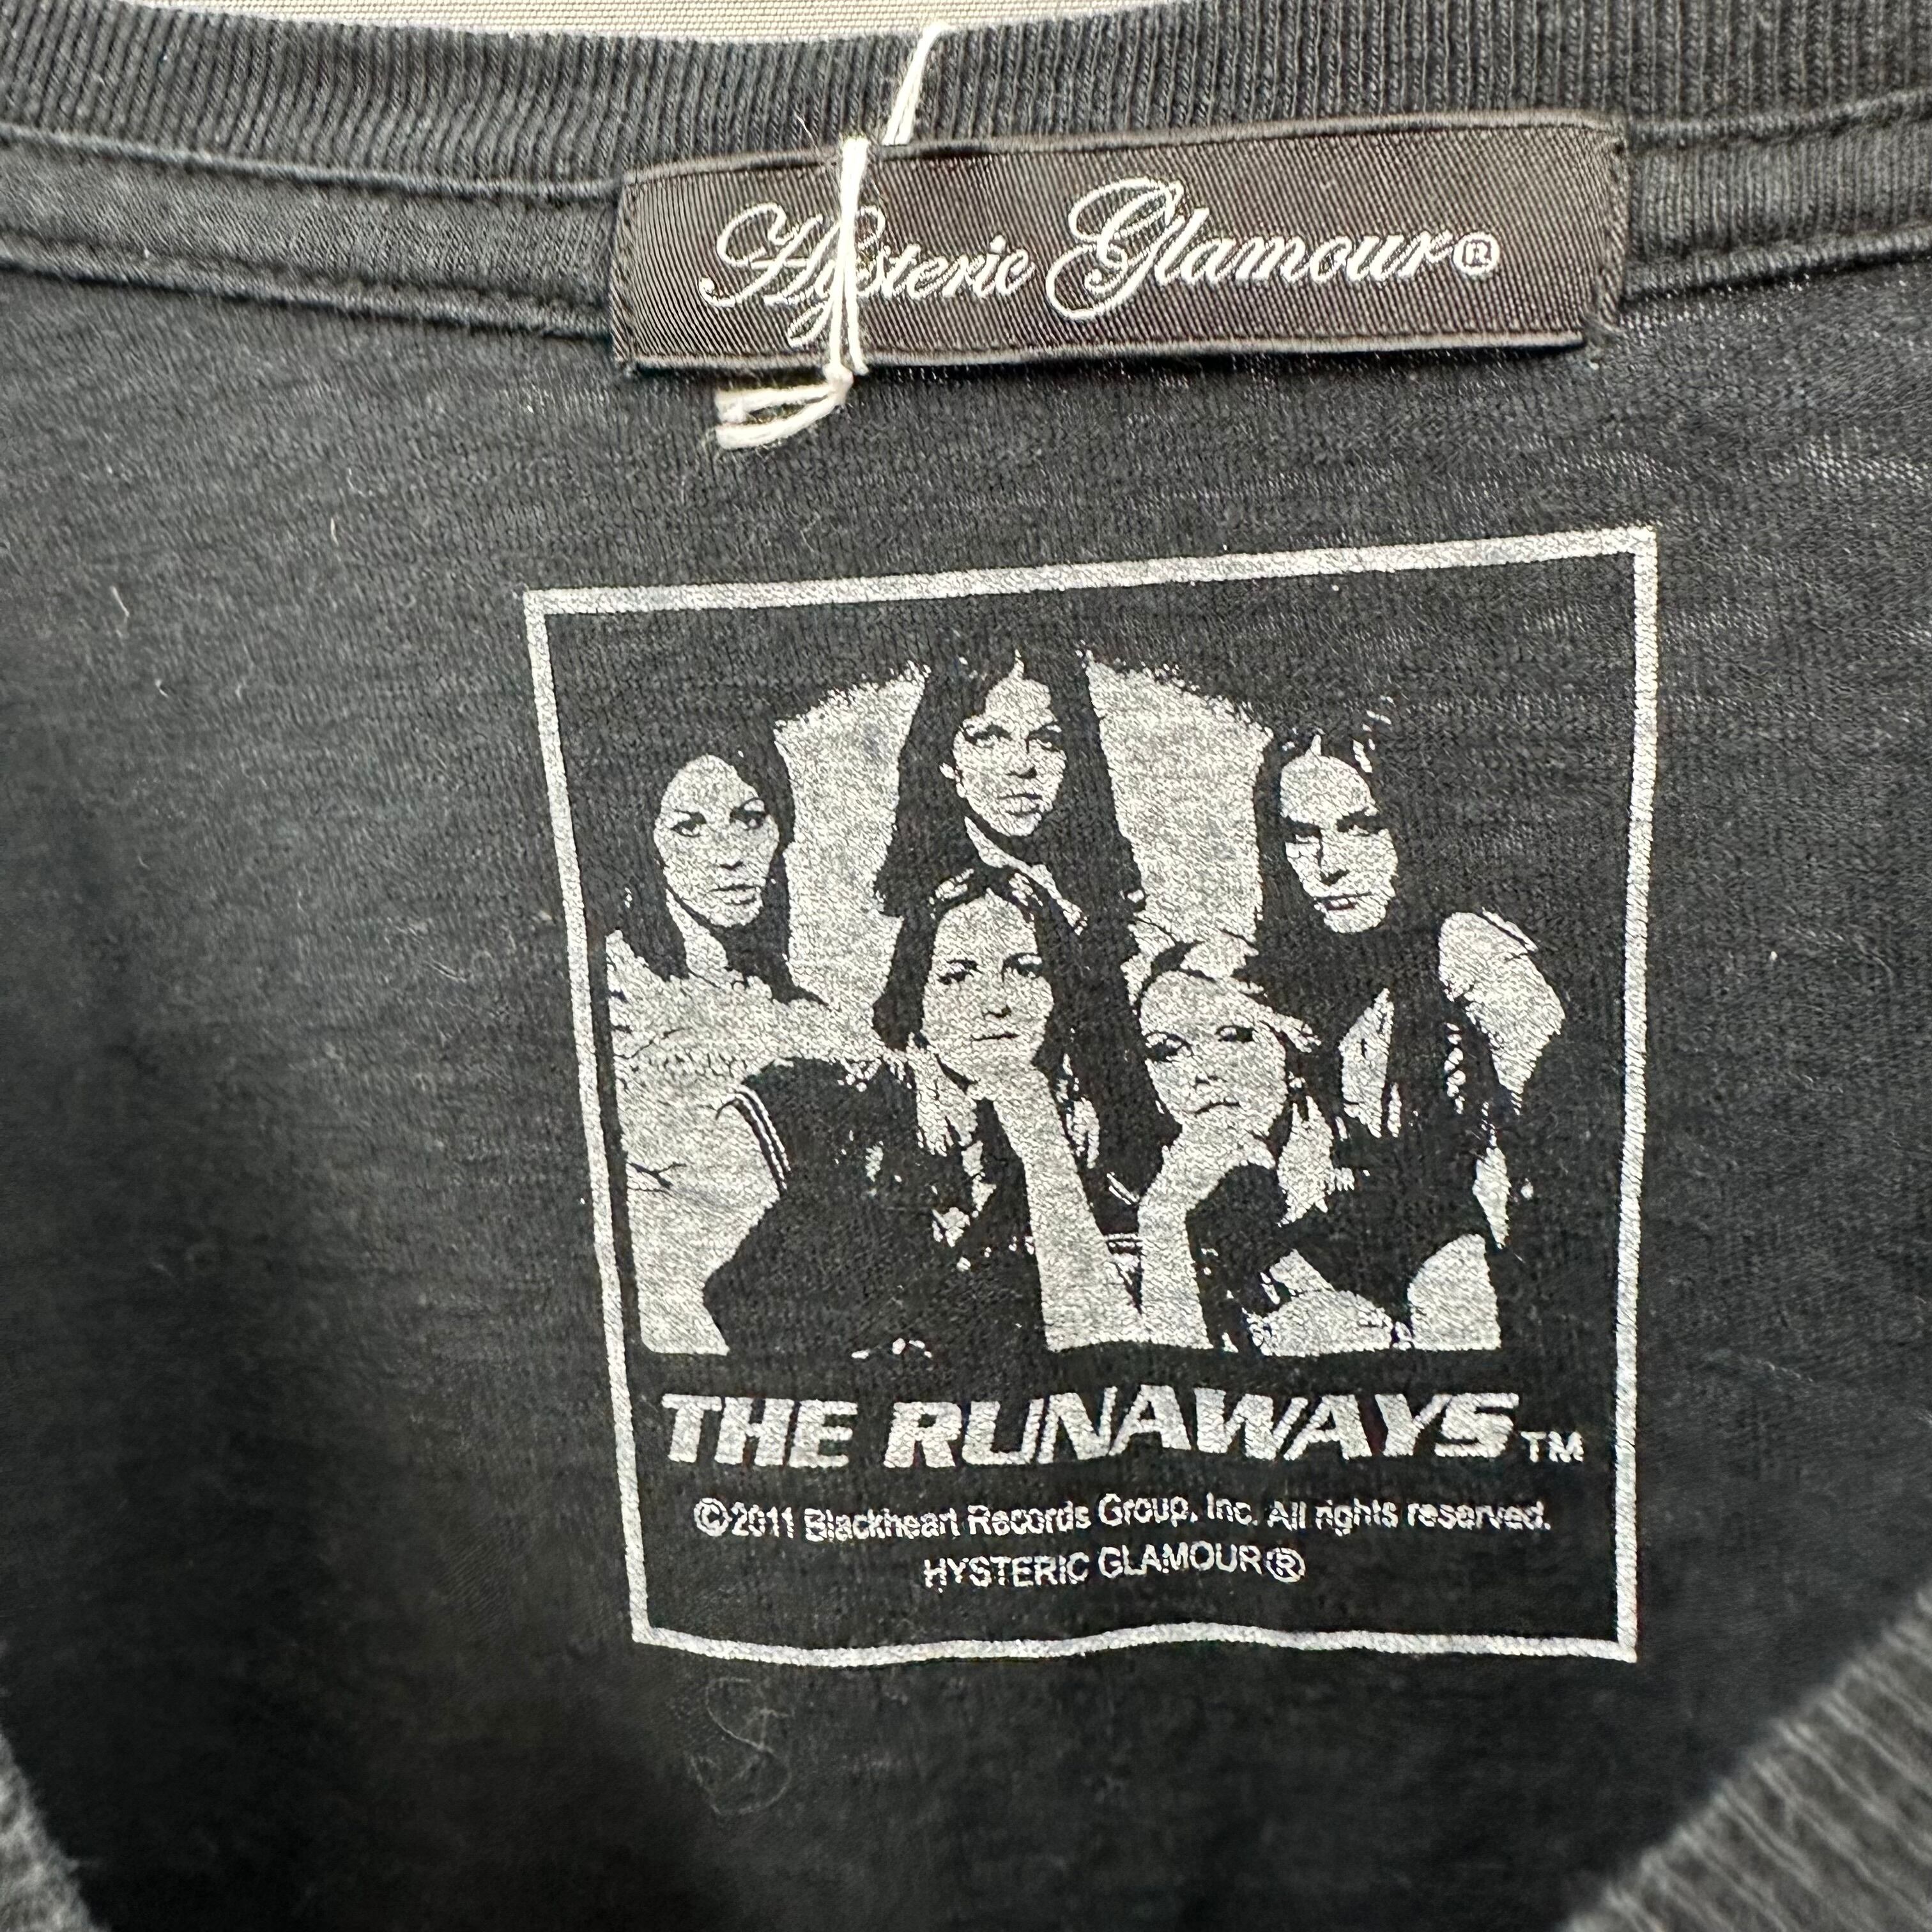 Hysteric Glamour®
THE RUNAWAYS™
©2011 Blackheart Records Group, Inc. All rights reserved.
HYSTERIC GLAMOUR®